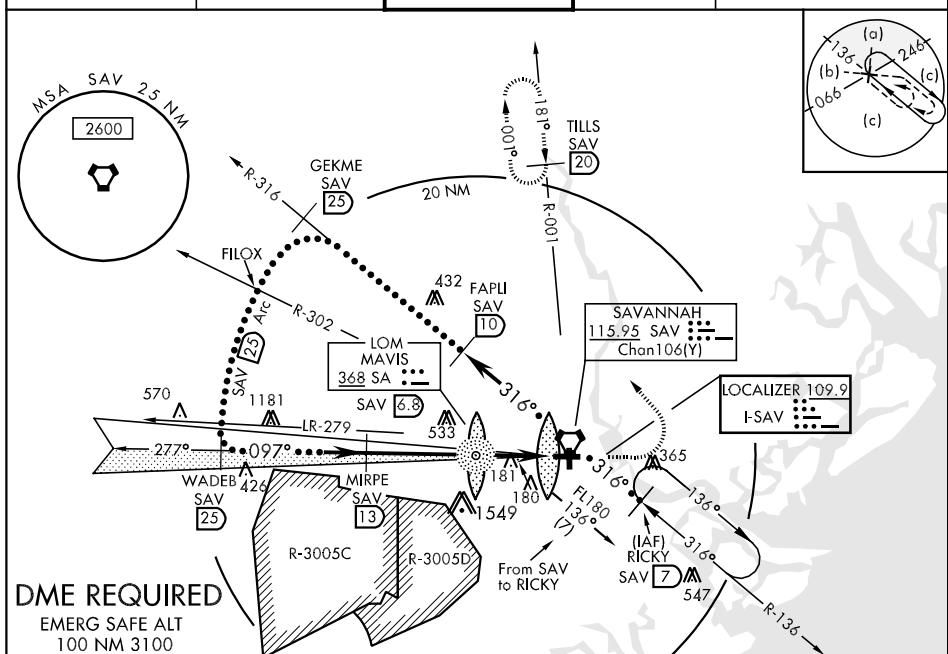 MSA SAV 25 NM
2600
(a)
136
246
(b)
(c)
066
(c)
181°
001°
TILLS
SAV
20
R-001
20 NM
GEKME
SAV
25
R-316
FILOX
R-302
SAV 25 Arc
432
FAPLI
SAV
10
LOM
MAVIS
368 SA
SAV 6.8
316°
SAVANNAH
115.95 SAV
Chan106(Y)
LOCALIZER 109.9
I-SAV
570
1181
LR-279
533
277°
097°
WADEB
SAV
25
426
MIRPE
SAV
13
181
180
1549
316°
365
136°
316°
FL180
136°
(7)
From SAV
to RICKY
(IAF)
RICKY
SAV 7
547
R-136
R-3005C
R-3005D
DME REQUIRED
EMERG SAFE ALT
100 NM 3100